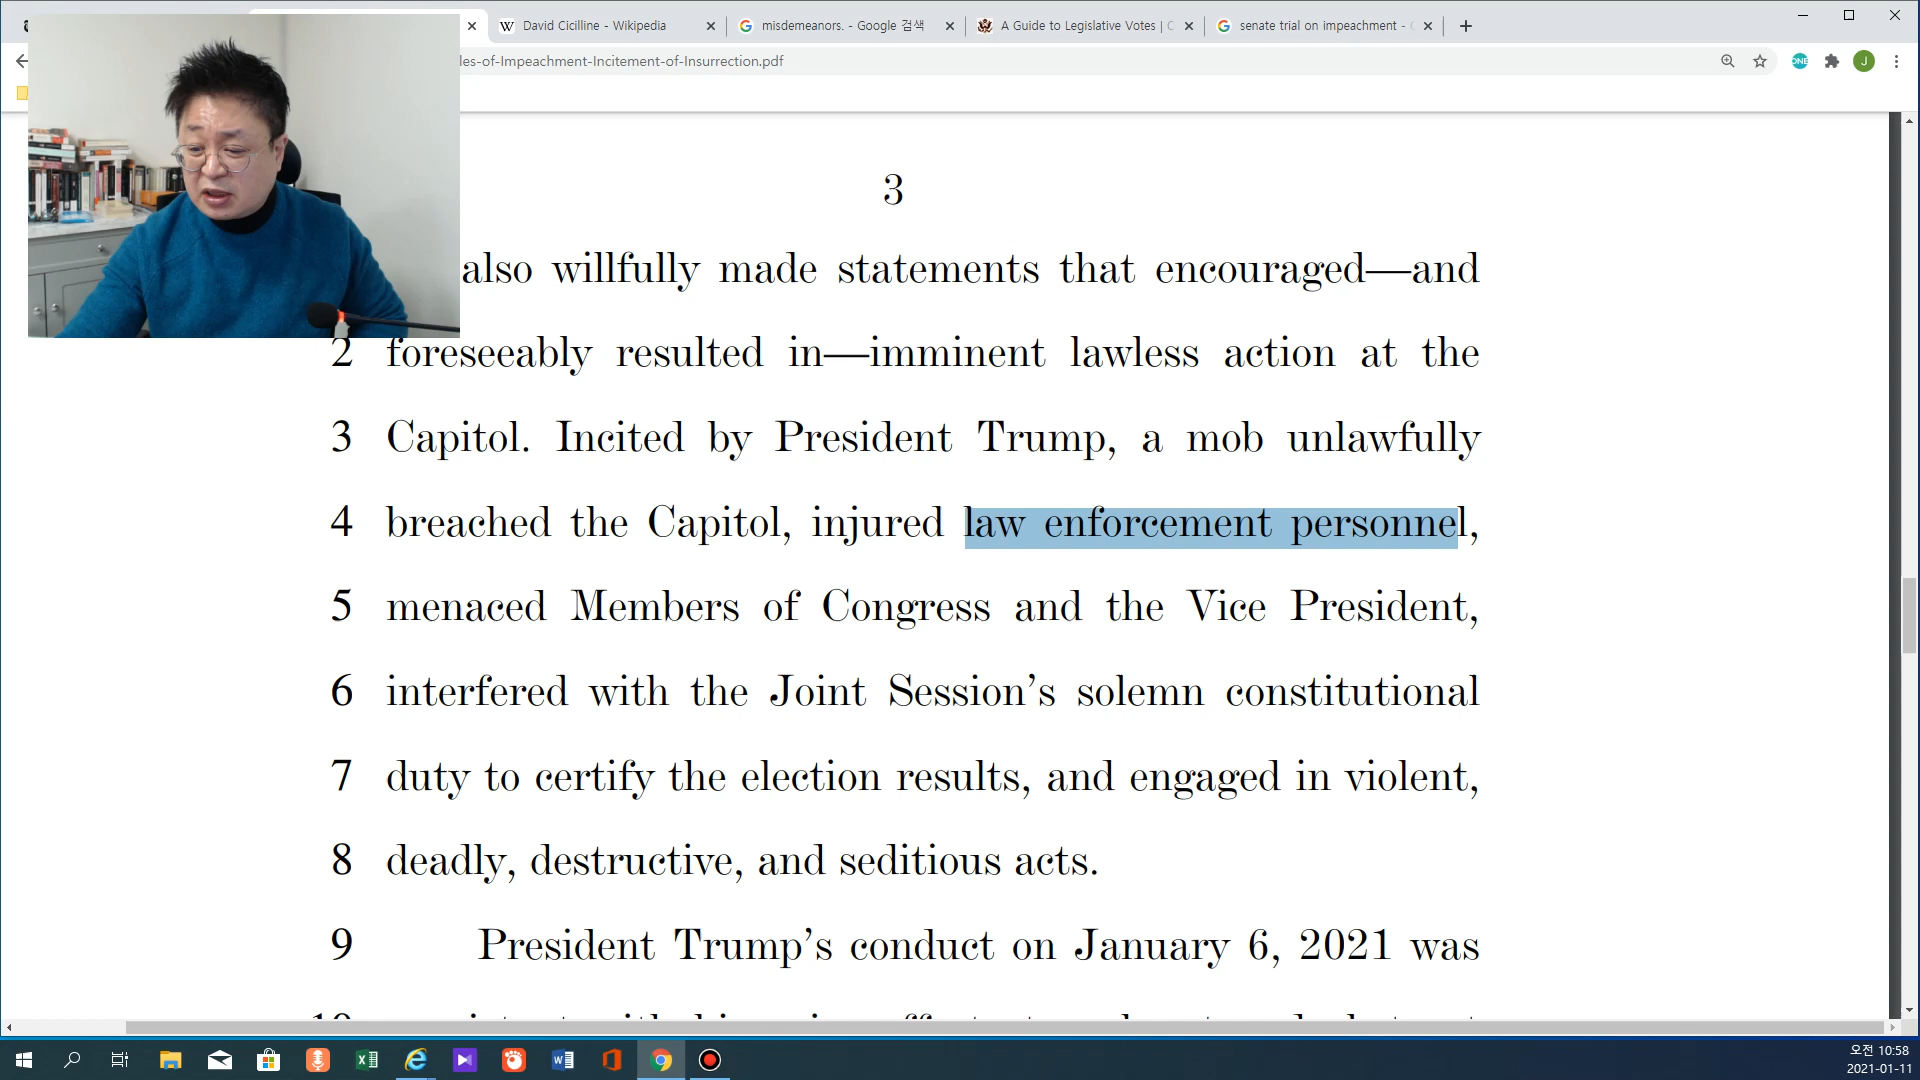 David Cicilline - Wikipedia
misdemeanors. - Google 검색
A Guide to Legislative Votes | C
senate trial on impeachment -
les-of-Impeachment-Incitement-of-Insurrection.pdf
ONE
J
3
also willfully made statements that encouraged—and
2 foreseeably resulted in—imminent lawless action at the
3 Capitol. Incited by President Trump, a mob unlawfully
4 breached the Capitol, injured law enforcement personnel,
5 menaced Members of Congress and the Vice President,
6 interfered with the Joint Session's solemn constitutional
7 duty to certify the election results, and engaged in violent,
8 deadly, destructive, and seditious acts.
9 President Trump's conduct on January 6, 2021 was
오전 10:58
2021-01-11